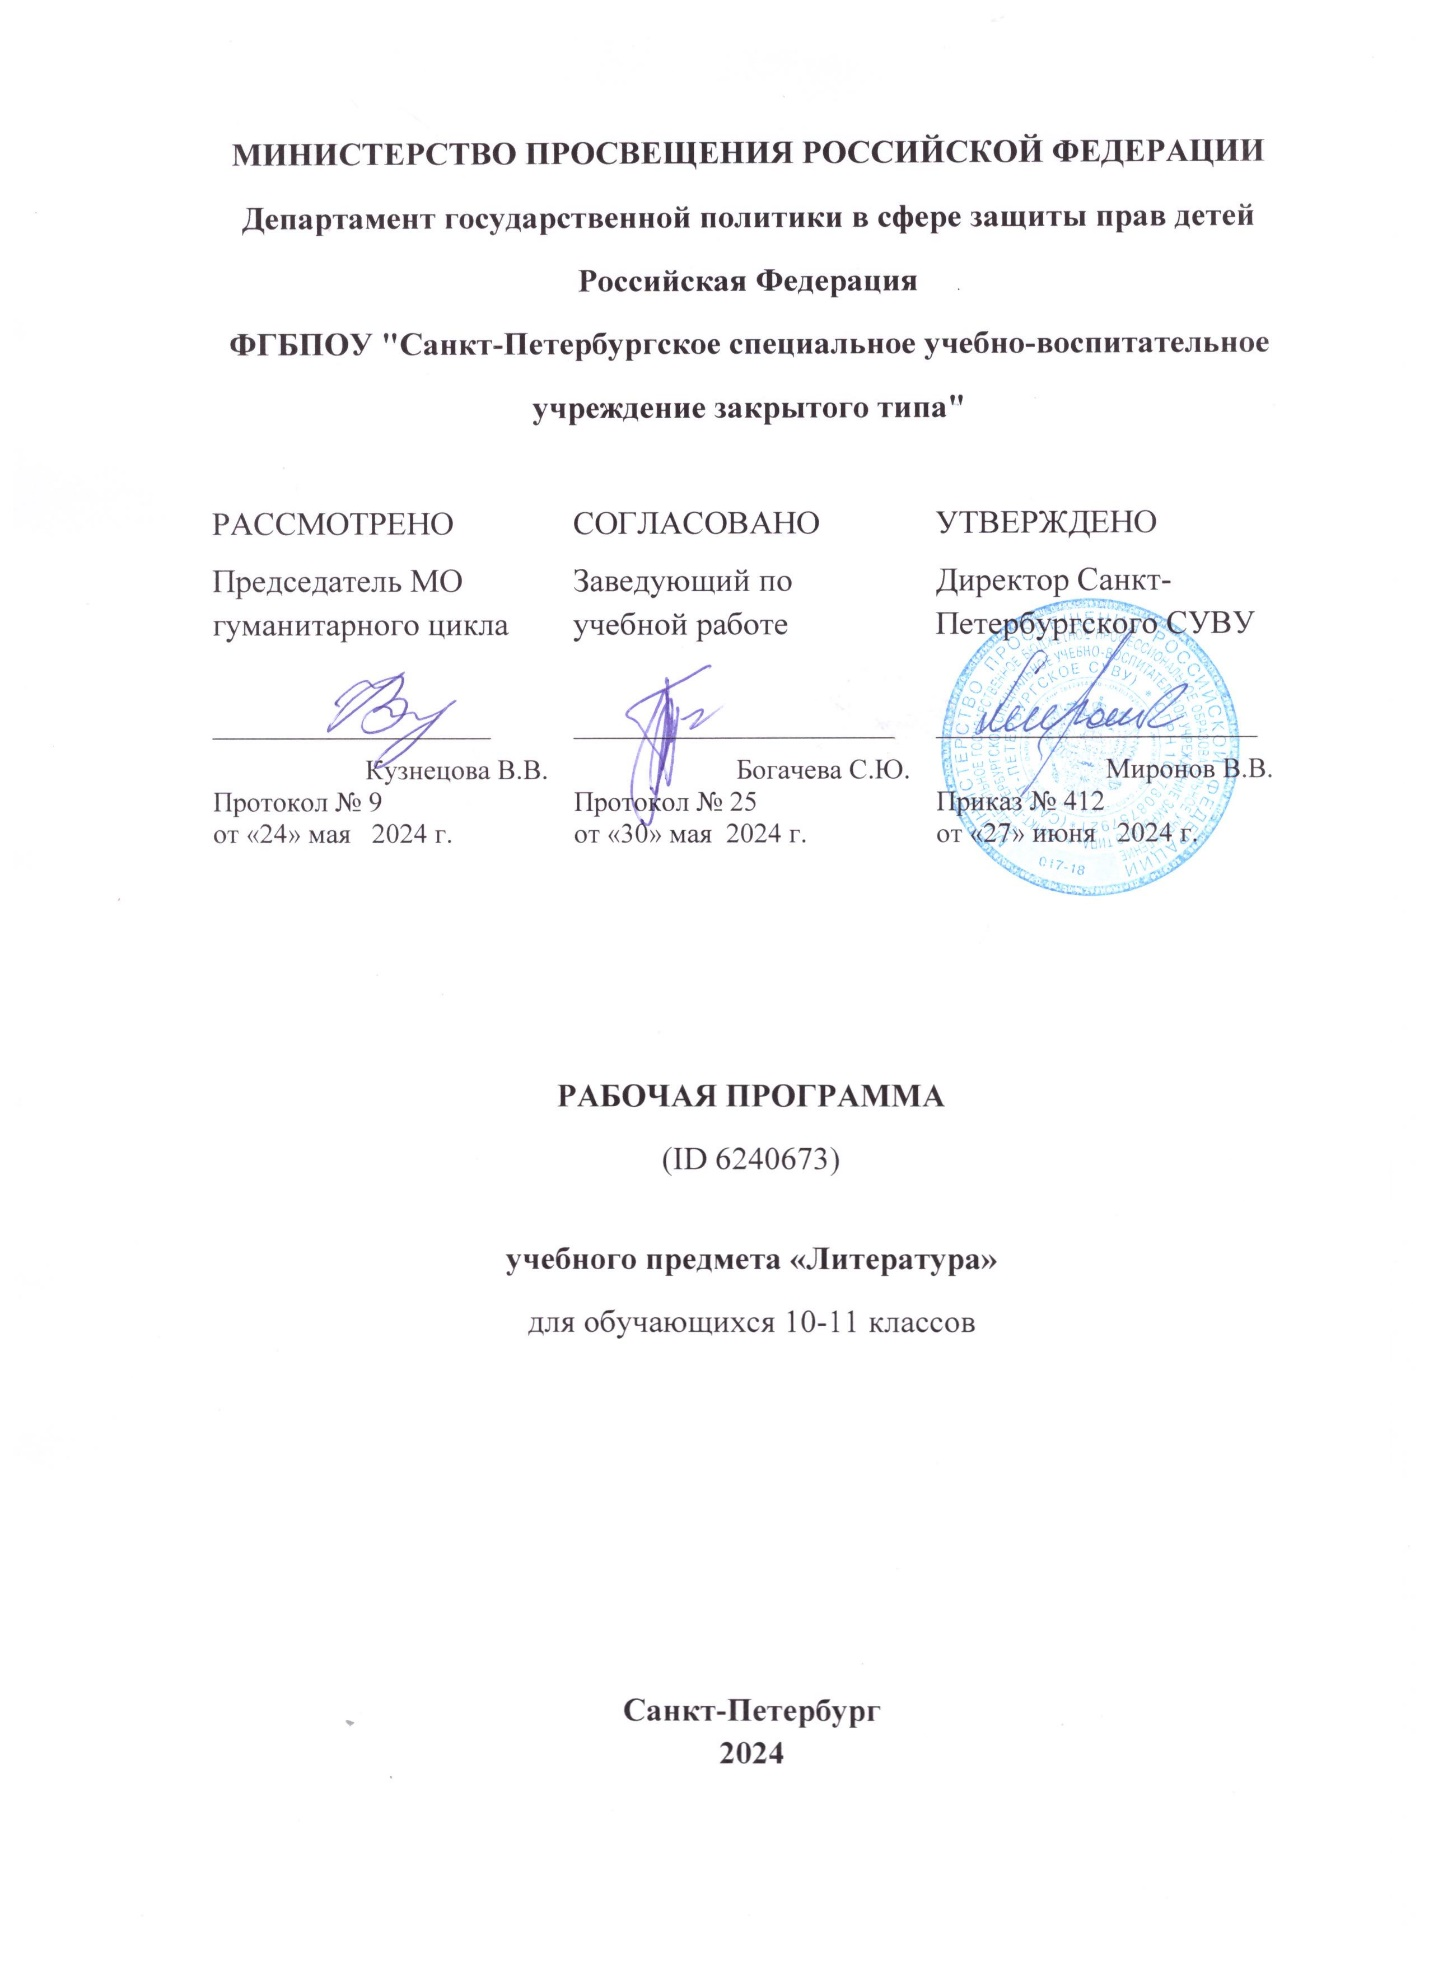 МИНИСТЕРСТВО ПРОСВЕЩЕНИЯ РОССИЙСКОЙ ФЕДЕРАЦИИ
Департамент государственной политики в сфере защиты прав детей
Российская Федерация
ФГБПОУ "Санкт-Петербургское специальное учебно-воспитательное
учреждение закрытого типа"
РАССМОТРЕНО
Председатель МО
гуманитарного цикла
Кузнецова В.В.
Протокол № 9
от «24» мая 2024 г.
СОГЛАСОВАНО
Заведующий по
учебной работе
Богачева С.Ю.
Протокол № 25
от «30» мая 2024 г.
УТВЕРЖДЕНО
Директор Санкт-
Петербургского СУВУ
Миронов В.В.
Приказ № 412
от «27» июня 2024 г.
017-18
РАБОЧАЯ ПРОГРАММА
(ID 6240673)
учебного предмета «Литература»
для обучающихся 10-11 классов
Санкт-Петербург
2024